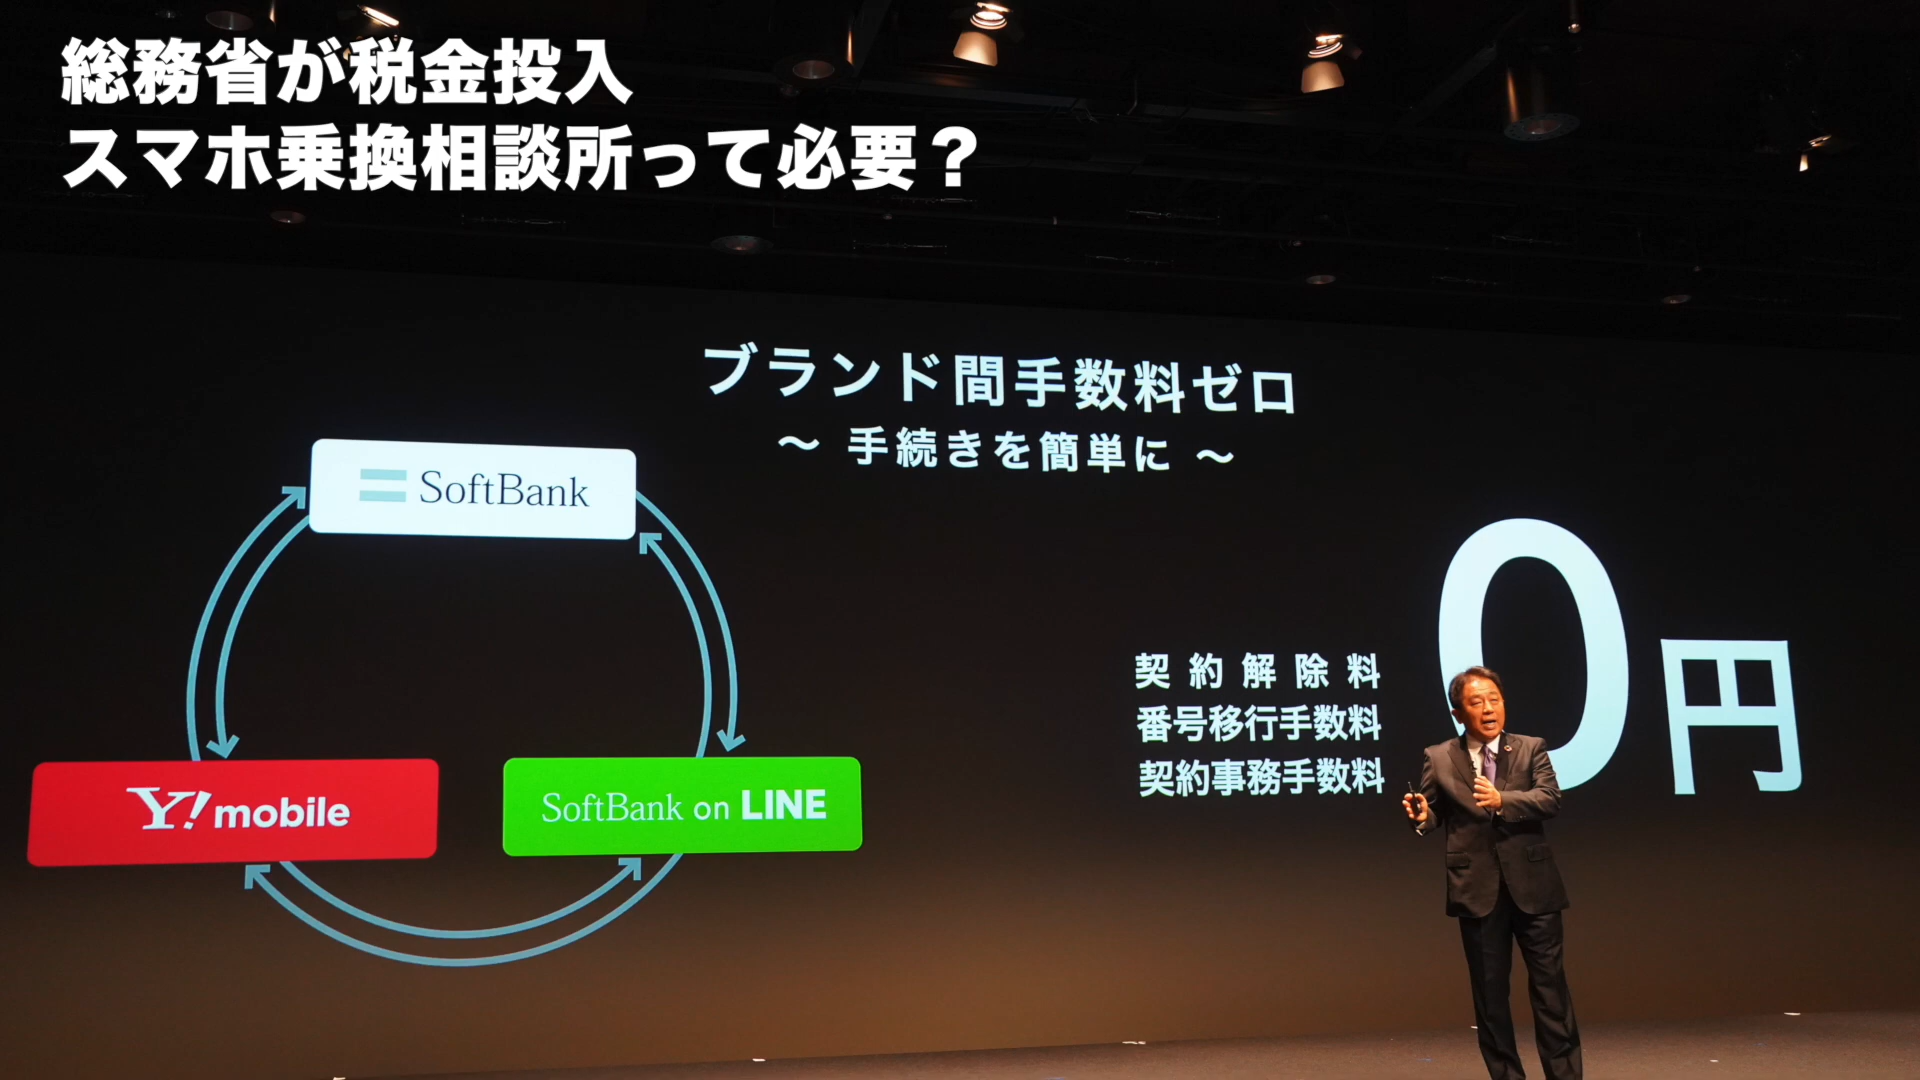 総務省が税金投入
スマホ乗換相談所って必要？
ブランド間手数料ゼロ
〜 手続きを簡単に 〜
SoftBank
Y!mobile
SoftBank on LINE
契約解除料
番号移行手数料
契約事務手数料
0円